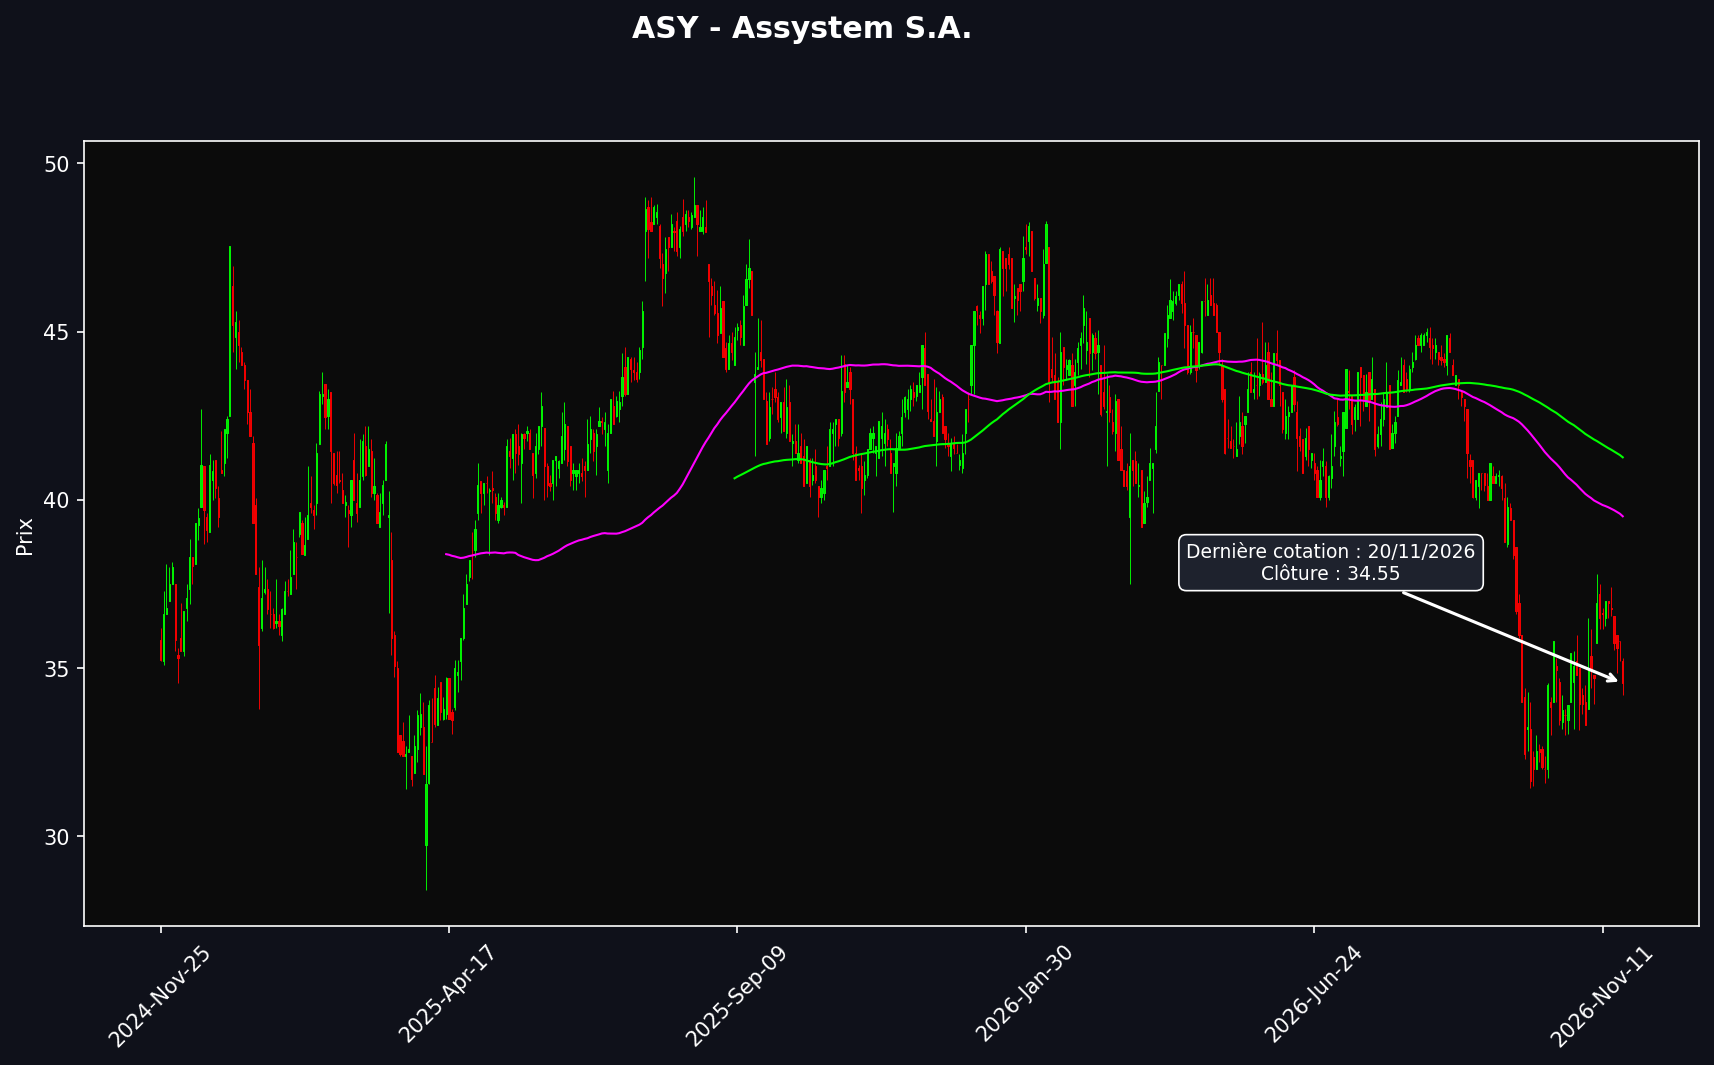 ASY - Assystem S.A.
Prix
50
45
40
35
30
Dernière cotation : 20/11/2026
Clôture : 34.55
2024-Nov-25
2025-Apr-17
2025-Sep-09
2026-Jan-30
2026-Jun-24
2026-Nov-11